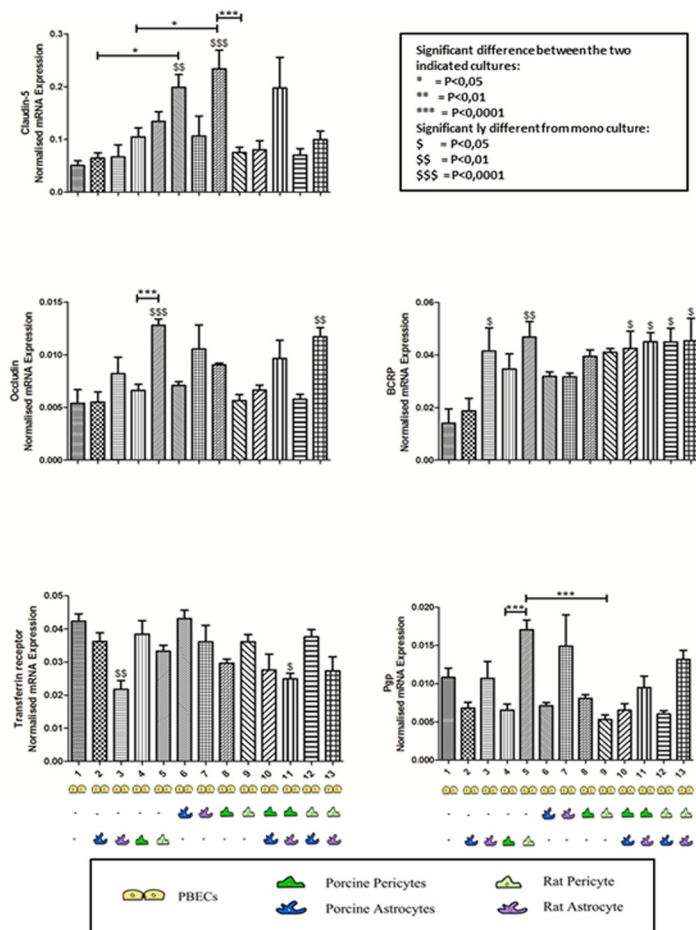 Claudin-5
Normalised mRNA Expression
0.3
0.2
0.1
0.0
*
*
$$
$$$
***
Significant difference between the two
indicated cultures:
* = P<0,05
** = P<0,01
*** = P<0,0001
Significant ly different from mono culture:
$ = P<0,05
$$ = P<0,01
$$$ = P<0,0001
Occludin
Normalised mRNA Expression
0.015
0.010
0.005
0.000
***
$$$
$$
BCRP
Normalised mRNA Expression
0.06
0.04
0.02
0.00
$
$$
$
$
$
$
Transferrin receptor
Normalised mRNA Expression
0.05
0.04
0.03
0.02
0.01
0.00
$$
$
1 2 3 4 5 6 7 8 9 10 11 12 13
- - - - -
- - - - - -
Pgp
Normalised mRNA Expression
0.020
0.015
0.010
0.005
0.000
***
***
1 2 3 4 5 6 7 8 9 10 11 12 13
- - - - -
- - - - - -
PBECs
Porcine Pericytes
Rat Pericyte
Porcine Astrocytes
Rat Astrocyte